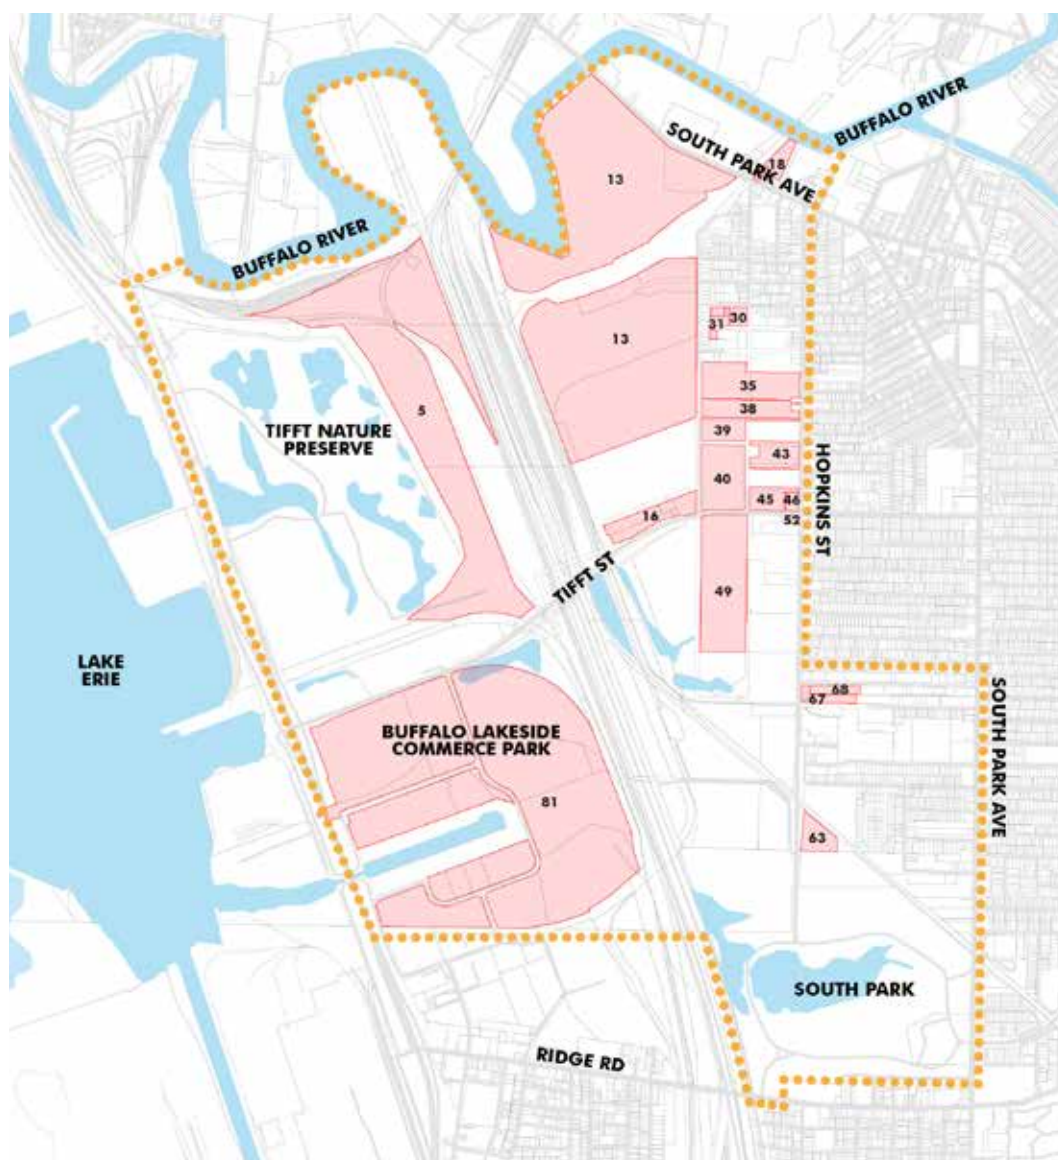 BUFFALO RIVER
SOUTH PARK AVE
18
13
BUFFALO RIVER
31
30
13
35
38
5
39
TIFFT NATURE
PRESERVE
43
40
HOPKINS ST
45
46
16
52
TIFFT ST
49
LAKE
ERIE
68
67
SOUTH PARK AVE
BUFFALO LAKESIDE
COMMERCE PARK
81
63
SOUTH PARK
RIDGE RD